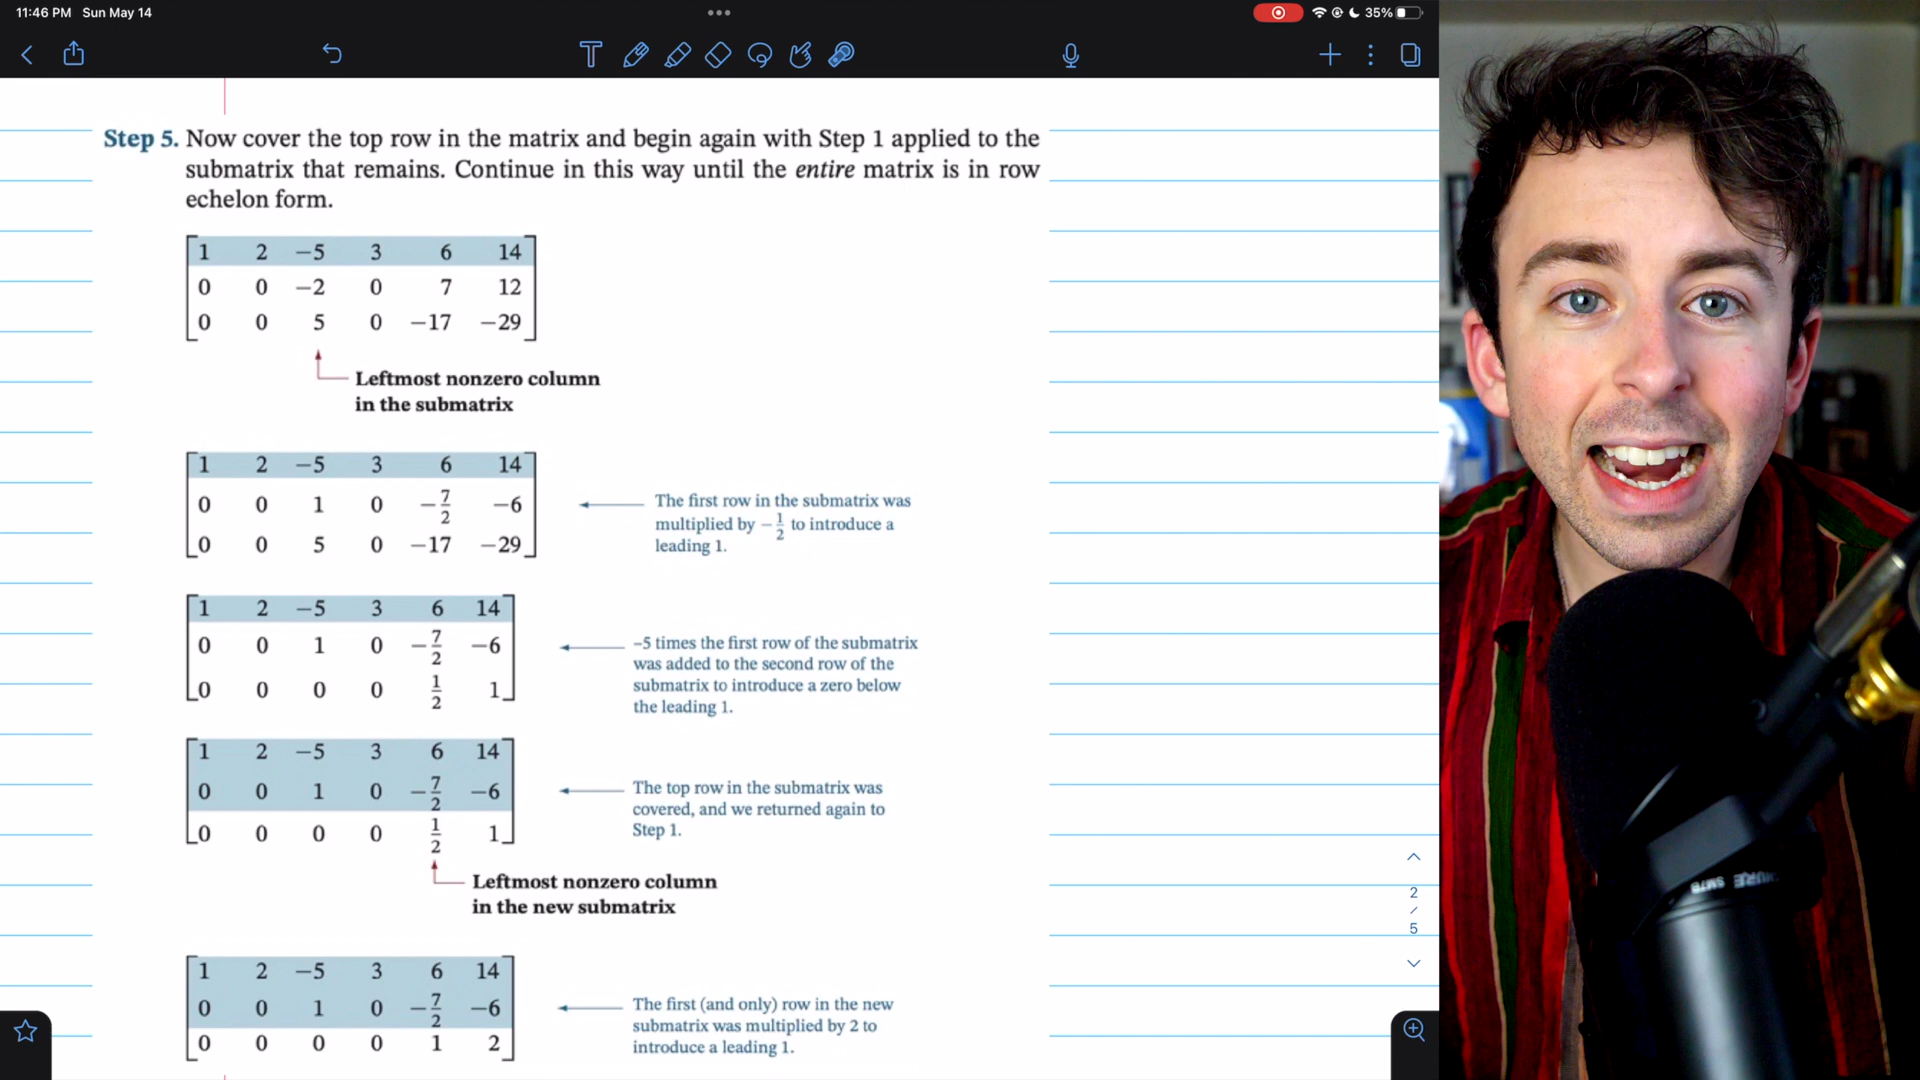 11:46 PM Sun May 14
35%
Step 5. Now cover the top row in the matrix and begin again with Step 1 applied to the
submatrix that remains. Continue in this way until the entire matrix is in row
echelon form.
1 2 −5 3 6 14
0 0 −2 0 7 12
0 0 5 0 −17 −29
Leftmost nonzero column
in the submatrix
1 2 −5 3 6 14
0 0 1 0 −7/2 −6
0 0 5 0 −17 −29
The first row in the submatrix was
multiplied by −1/2 to introduce a
leading 1.
1 2 −5 3 6 14
0 0 1 0 −7/2 −6
0 0 0 0 1/2 1
−5 times the first row of the submatrix
was added to the second row of the
submatrix to introduce a zero below
the leading 1.
1 2 −5 3 6 14
0 0 1 0 −7/2 −6
0 0 0 0 1/2 1
The top row in the submatrix was
covered, and we returned again to
Step 1.
Leftmost nonzero column
in the new submatrix
1 2 −5 3 6 14
0 0 1 0 −7/2 −6
0 0 0 0 1 2
The first (and only) row in the new
submatrix was multiplied by 2 to
introduce a leading 1.
2
/
5
SHURE SM7B